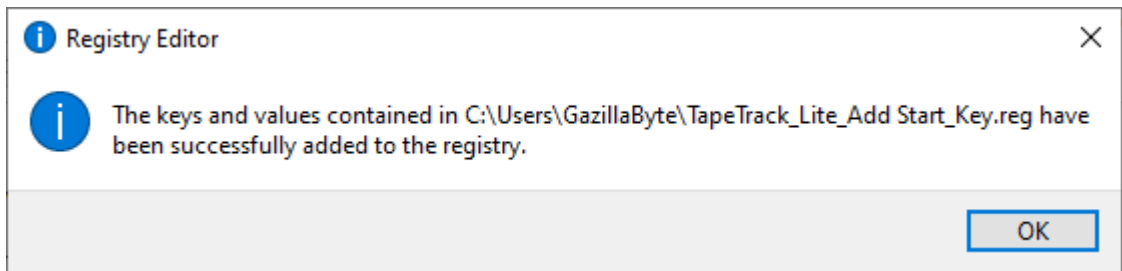 Registry Editor
The keys and values contained in C:\Users\GazillaByte\TapeTrack_Lite_Add Start_Key.reg have
been successfully added to the registry.
OK